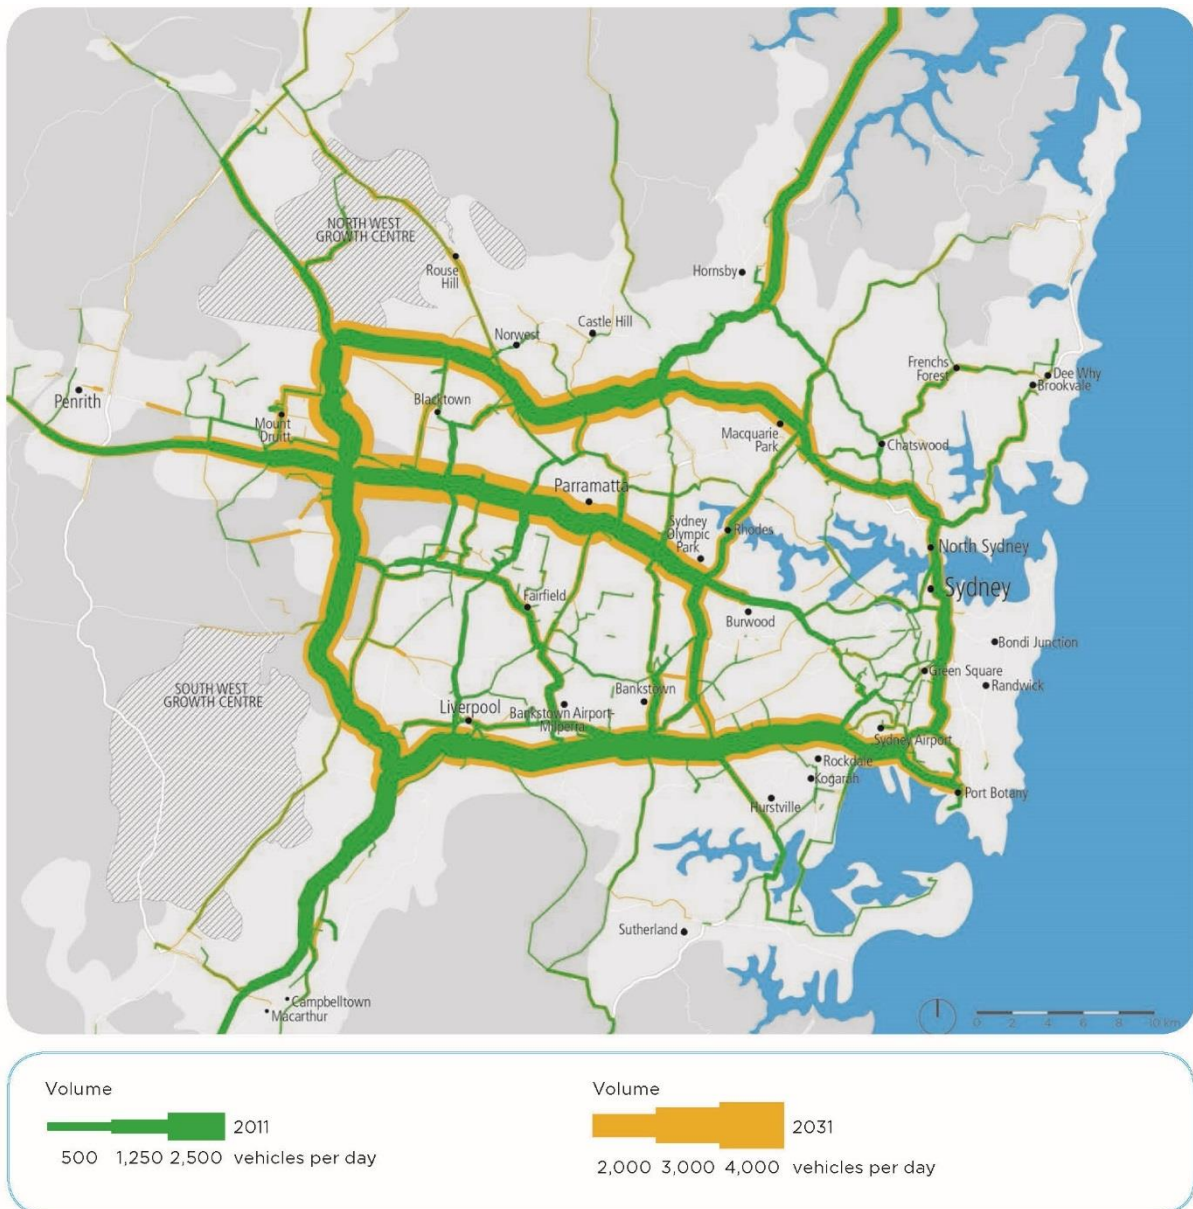 NORTH WEST
GROWTH CENTRE
Rouse
Hill
Hornsby
Norwest
Castle Hill
Frenchs
Forest
Dee Why
Brookvale
Penrith
Mount
Druitt
Blacktown
Macquarie
Park
Chatswood
Parramatta
Sydney
Olympic
Park
Rhodes
North Sydney
Sydney
Fairfield
Burwood
Bondi Junction
Green Square
Randwick
SOUTH WEST
GROWTH CENTRE
Liverpool
Bankstown Airport-
Milperra
Bankstown
Sydney Airport
Rockdale
Kogarah
Hurstville
Port Botany
Sutherland
Campbelltown
Macarthur
0 2 4 6 8 10 km
Volume
2011
500 1,250 2,500 vehicles per day
Volume
2031
2,000 3,000 4,000 vehicles per day